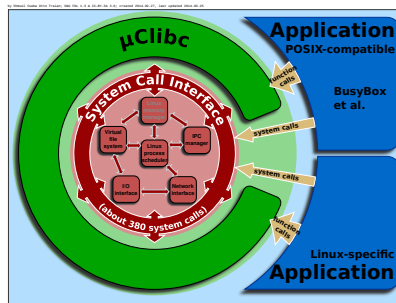 µClibc
Application
POSIX-compatible
function
calls
BusyBox
et al.
System Call Interface
Virtual
file
system
IPC
manager
Linux
process
scheduler
I/O
interface
Network
interface
(about 380 system calls)
system calls
system calls
function
calls
Linux-specific
Application